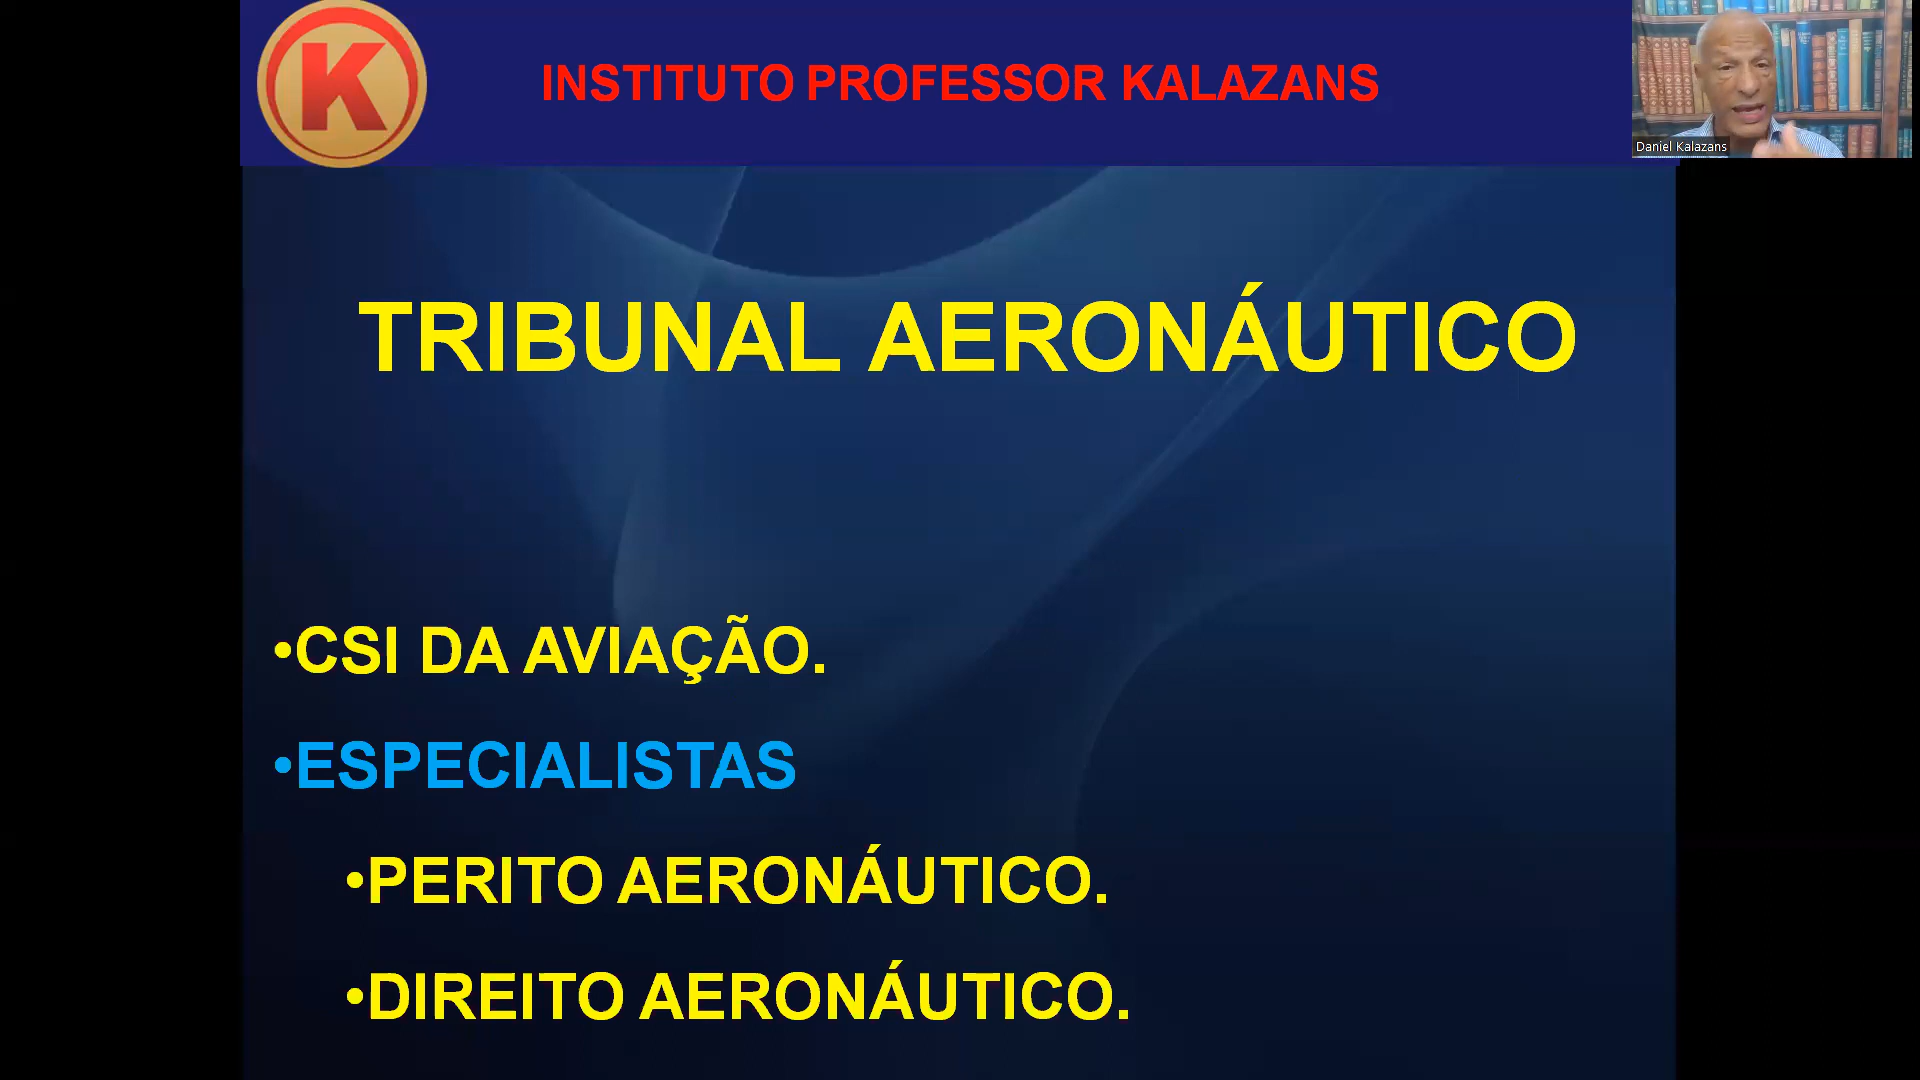 K
INSTITUTO PROFESSOR KALAZANS
Daniel Kalazans
TRIBUNAL AERONÁUTICO
•CSI DA AVIAÇÃO.
•ESPECIALISTAS
•PERITO AERONÁUTICO.
•DIREITO AERONÁUTICO.